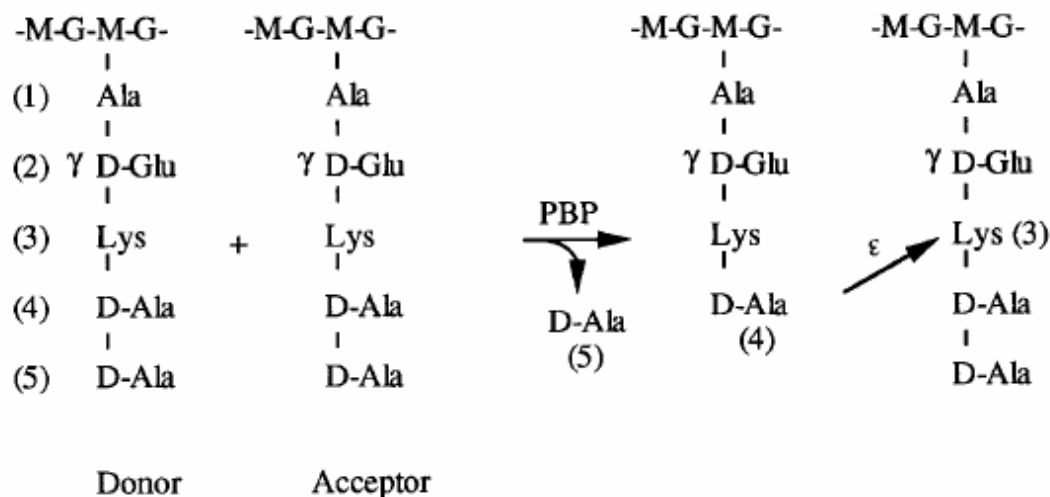 -M-G-M-G- -M-G-M-G- -M-G-M-G- -M-G-M-G-
(1) Ala Ala Ala Ala
(2) γ D-Glu γ D-Glu γ D-Glu γ D-Glu
(3) Lys + Lys PBP Lys ε Lys (3)
(4) D-Ala D-Ala D-Ala (5) D-Ala (4) D-Ala
(5) D-Ala D-Ala D-Ala
Donor Acceptor